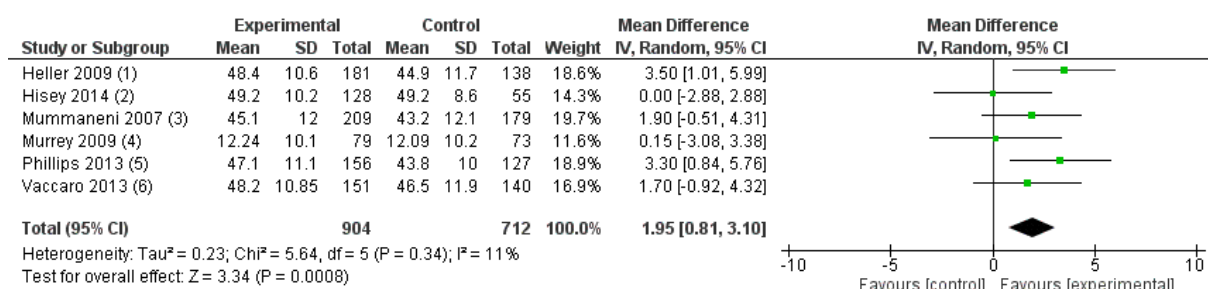 Experimental Control Mean Difference Mean Difference
Study or Subgroup Mean SD Total Mean SD Total Weight IV, Random, 95% CI IV, Random, 95% CI
Heller 2009 (1) 48.4 10.6 181 44.9 11.7 138 18.6% 3.50 [1.01, 5.99]
Hisey 2014 (2) 49.2 10.2 128 49.2 8.6 55 14.3% 0.00 [-2.88, 2.88]
Mummaneni 2007 (3) 45.1 12 209 43.2 12.1 179 19.7% 1.90 [-0.51, 4.31]
Murrey 2009 (4) 12.24 10.1 79 12.09 10.2 73 11.6% 0.15 [-3.08, 3.38]
Phillips 2013 (5) 47.1 11.1 156 43.8 10 127 18.9% 3.30 [0.84, 5.76]
Vaccaro 2013 (6) 48.2 10.85 151 46.5 11.9 140 16.9% 1.70 [-0.92, 4.32]
Total (95% CI) 904 712 100.0% 1.95 [0.81, 3.10]
Heterogeneity: Tau² = 0.23; Chi² = 5.64, df = 5 (P = 0.34); I² = 11%
Test for overall effect: Z = 3.34 (P = 0.0008)
-10 -5 0 5 10
Favours [control] Favours [experimental]